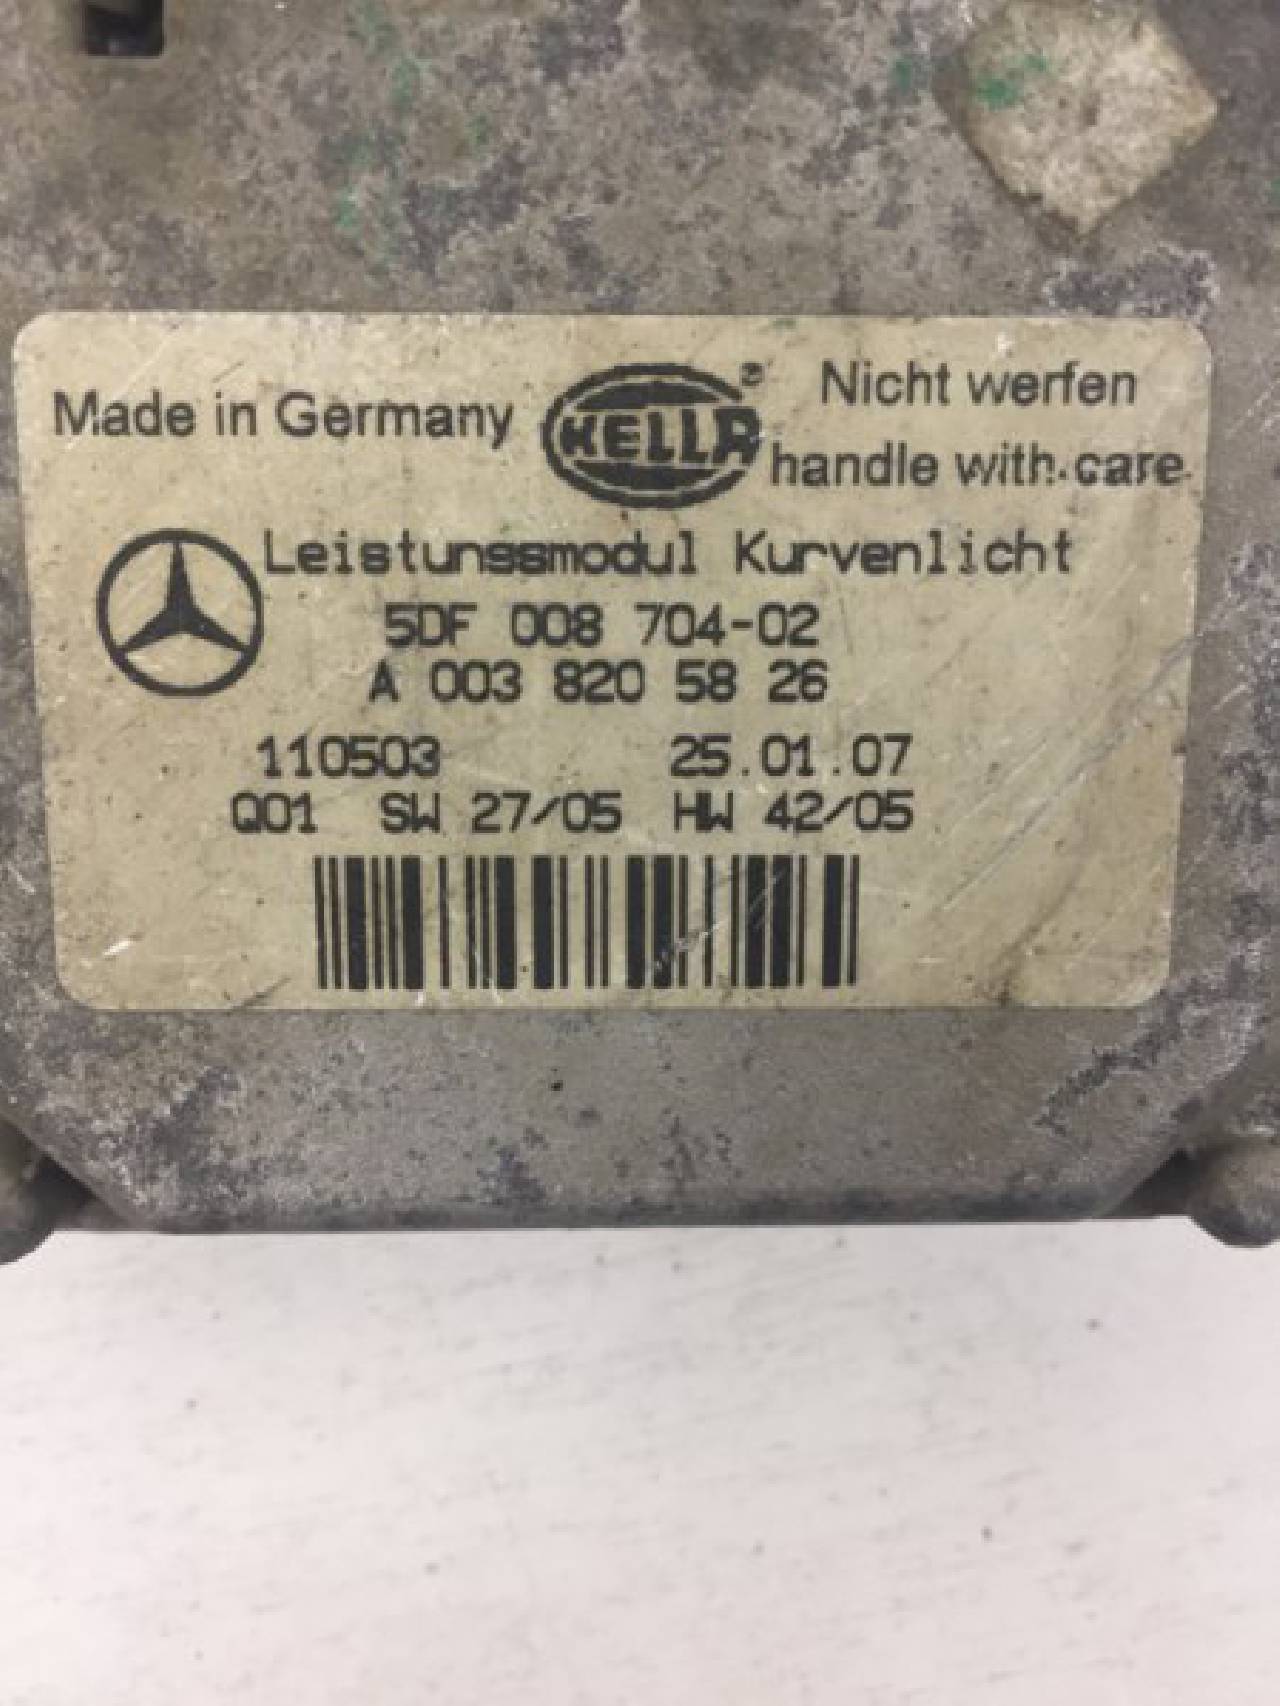 Made in Germany HELLA ® Nicht werfen
handle with care
Leistungsmodul Kurvenlicht
5DF 008 704-02
A 003 820 58 26
110503 25.01.07
Q01 SW 27/05 HW 42/05